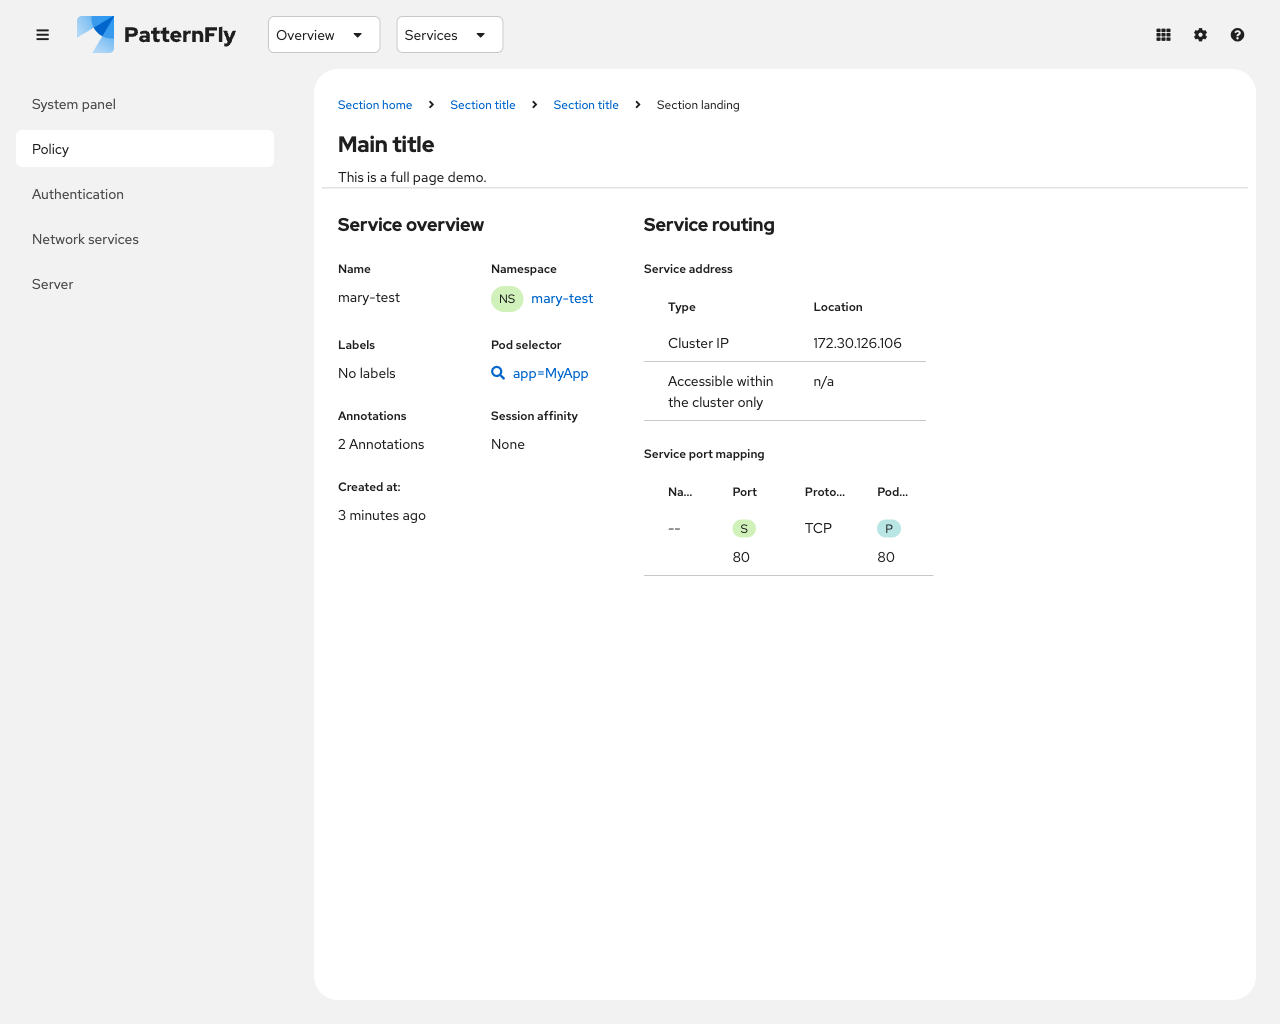 PatternFly
Overview
Services
System panel
Policy
Authentication
Network services
Server
Section home > Section title > Section title > Section landing
Main title
This is a full page demo.
Service overview
Name
mary-test
Namespace
NS mary-test
Labels
No labels
Pod selector
app=MyApp
Annotations
2 Annotations
Session affinity
None
Created at:
3 minutes ago
Service routing
Service address
Type Location
Cluster IP 172.30.126.106
Accessible within n/a
the cluster only
Service port mapping
Na... Port Proto... Pod...
-- S TCP P
80 80